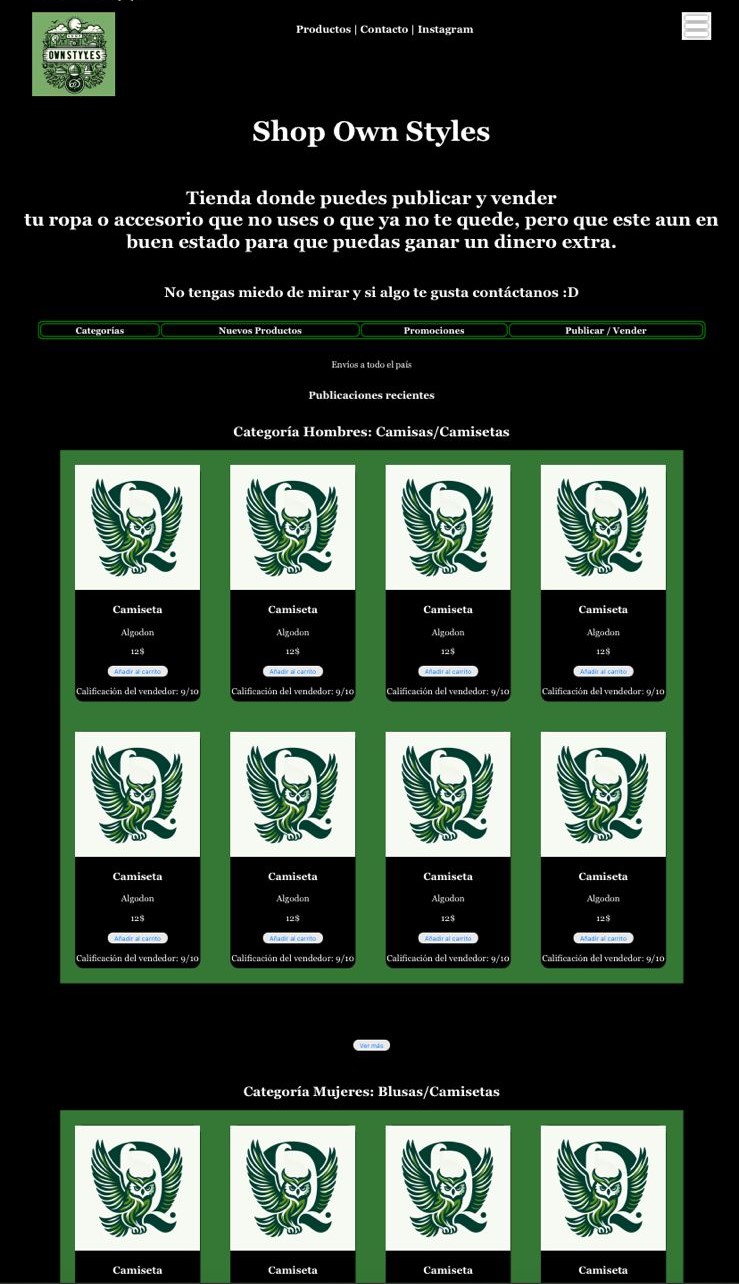 OWN STYLES
Productos | Contacto | Instagram
Shop Own Styles
Tienda donde puedes publicar y vender
tu ropa o accesorio que no uses o que ya no te quede, pero que este aun en
buen estado para que puedas ganar un dinero extra.
No tengas miedo de mirar y si algo te gusta contáctanos :D
Categorías Nuevos Productos Promociones Publicar / Vender
Envíos a todo el país
Publicaciones recientes
Categoría Hombres: Camisas/Camisetas
Camiseta Camiseta Camiseta Camiseta
Algodon Algodon Algodon Algodon
12$ 12$ 12$ 12$
Añadir al carrito Añadir al carrito Añadir al carrito Añadir al carrito
Calificación del vendedor: 9/10 Calificación del vendedor: 9/10 Calificación del vendedor: 9/10 Calificación del vendedor: 9/10
Camiseta Camiseta Camiseta Camiseta
Algodon Algodon Algodon Algodon
12$ 12$ 12$ 12$
Añadir al carrito Añadir al carrito Añadir al carrito Añadir al carrito
Calificación del vendedor: 9/10 Calificación del vendedor: 9/10 Calificación del vendedor: 9/10 Calificación del vendedor: 9/10
Ver más
Categoría Mujeres: Blusas/Camisetas
Camiseta Camiseta Camiseta Camiseta